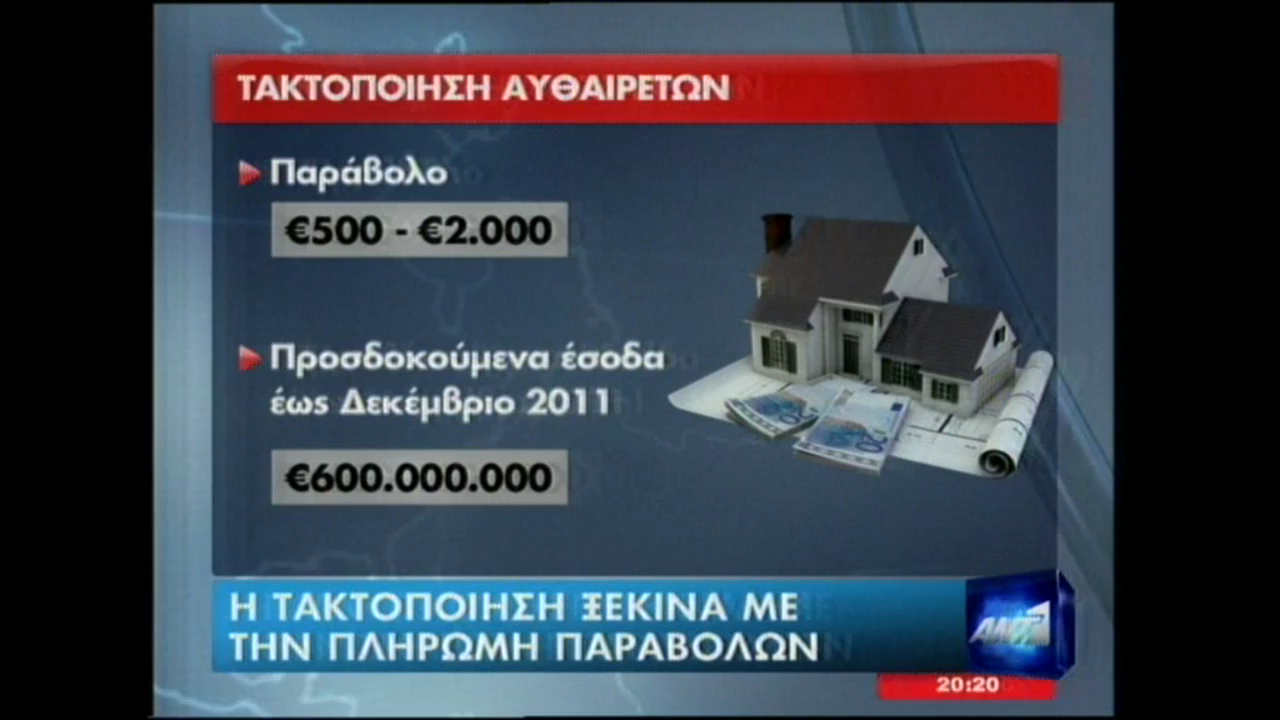 ΤΑΚΤΟΠΟΙΗΣΗ ΑΥΘΑΙΡΕΤΩΝ
Παράβολο
€500 - €2.000
Προσδοκούμενα έσοδα
έως Δεκέμβριο 2011
€600.000.000
Η ΤΑΚΤΟΠΟΙΗΣΗ ΞΕΚΙΝΑ ΜΕ
ΤΗΝ ΠΛΗΡΩΜΗ ΠΑΡΑΒΟΛΩΝ
ΑΝΤ1
20:20